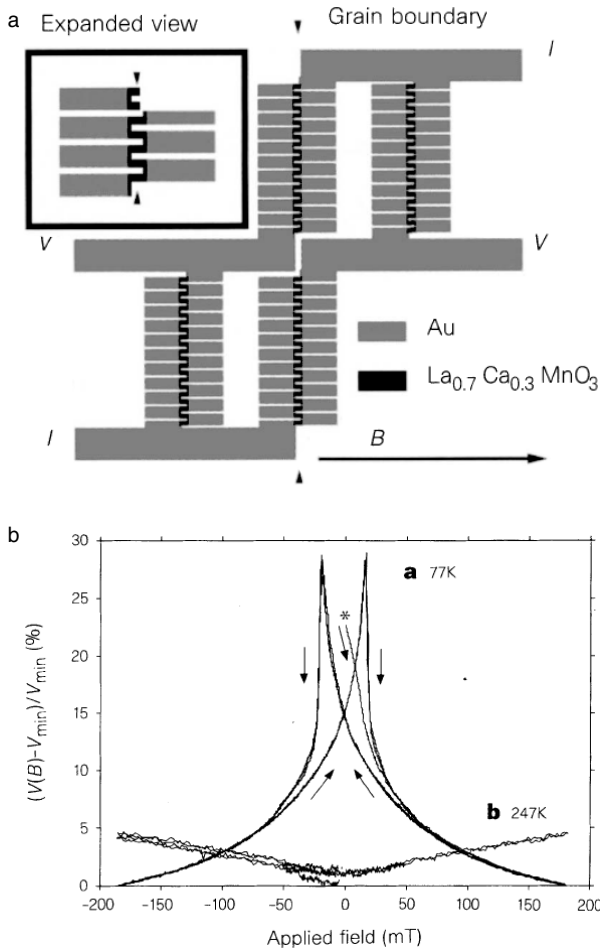 a
Expanded view
Grain boundary
I
V
V
Au
La0.7 Ca0.3 MnO3
I
B
b
30
25
20
15
10
5
0
(V(B)-Vmin)/Vmin (%)
a 77K
*
b 247K
−200 −150 −100 −50 0 50 100 150 200
Applied field (mT)